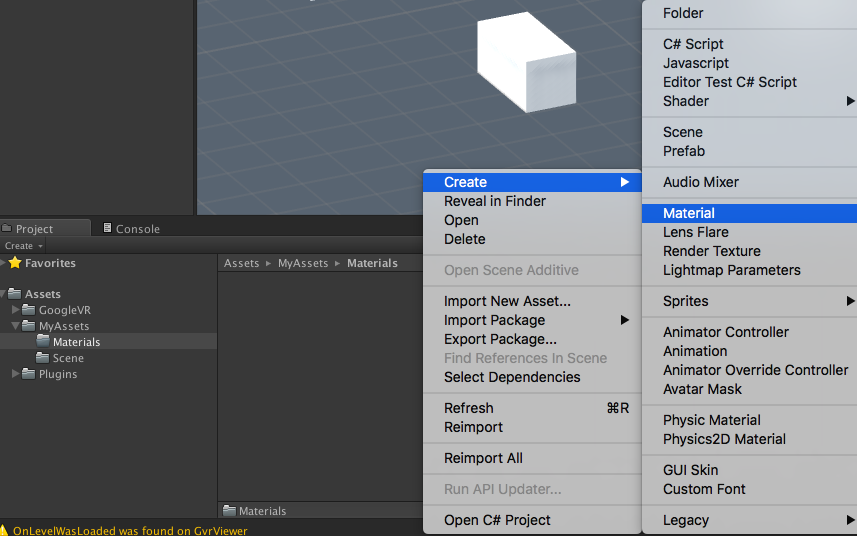 Project
Console
Create
Favorites
Assets
GoogleVR
MyAssets
Materials
Scene
Plugins
Assets ▸ MyAssets ▸ Materials
Materials
OnLevelWasLoaded was found on GvrViewer
Create
Reveal in Finder
Open
Delete
Open Scene Additive
Import New Asset...
Import Package
Export Package...
Find References In Scene
Select Dependencies
Refresh ⌘R
Reimport
Reimport All
Run API Updater...
Open C# Project
Folder
C# Script
Javascript
Editor Test C# Script
Shader
Scene
Prefab
Audio Mixer
Material
Lens Flare
Render Texture
Lightmap Parameters
Sprites
Animator Controller
Animation
Animator Override Controller
Avatar Mask
Physic Material
Physics2D Material
GUI Skin
Custom Font
Legacy